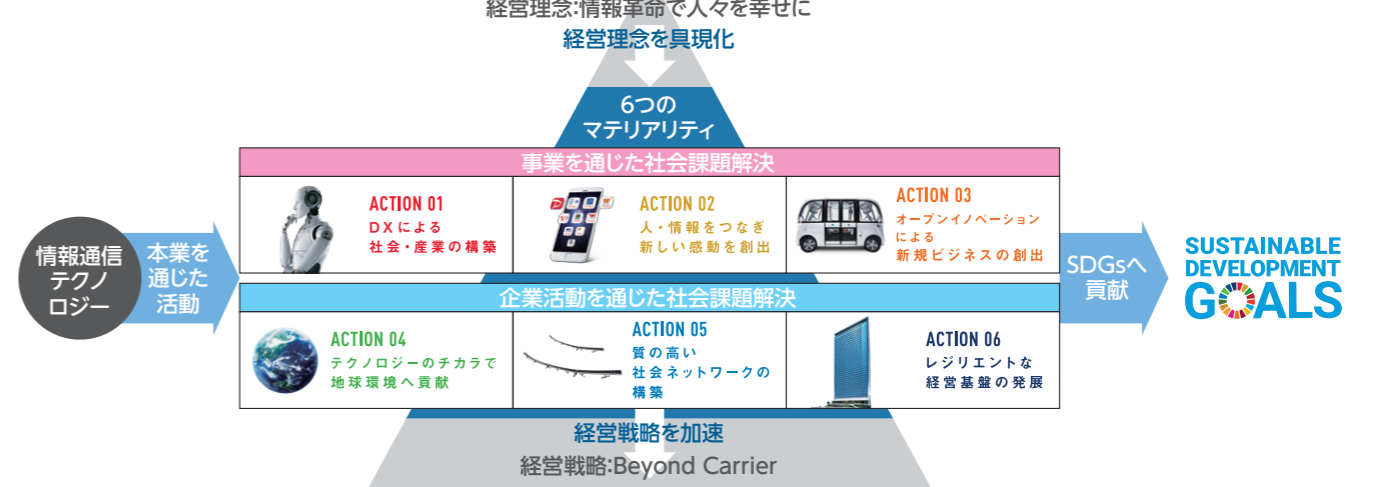 経営理念:情報革命で人々を幸せに
経営理念を具現化
6つの
マテリアリティ
事業を通じた社会課題解決
ACTION 01
DXによる
社会・産業の構築
ACTION 02
人・情報をつなぎ
新しい感動を創出
ACTION 03
オープンイノベーション
による
新規ビジネスの創出
情報通信
テクノ
ロジー
本業を
通じた
活動
SDGsへ
貢献
SUSTAINABLE
DEVELOPMENT
GOALS
企業活動を通じた社会課題解決
ACTION 04
テクノロジーのチカラで
地球環境へ貢献
ACTION 05
質の高い
社会ネットワークの
構築
ACTION 06
レジリエントな
経営基盤の発展
経営戦略を加速
経営戦略:Beyond Carrier